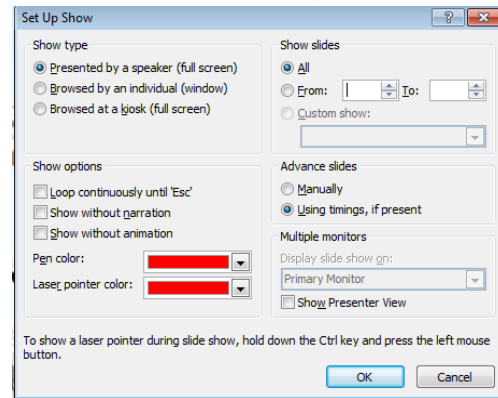 Set Up Show
Show type
Presented by a speaker (full screen)
Browsed by an individual (window)
Browsed at a kiosk (full screen)
Show slides
All
From: To:
Custom show:
Show options
Loop continuously until 'Esc'
Show without narration
Show without animation
Pen color:
Laser pointer color:
Advance slides
Manually
Using timings, if present
Multiple monitors
Display slide show on:
Primary Monitor
Show Presenter View
To show a laser pointer during slide show, hold down the Ctrl key and press the left mouse
button.
OK Cancel